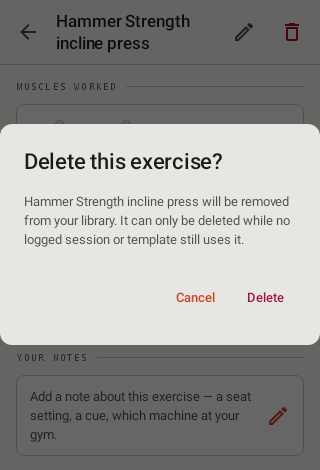 Hammer Strength
incline press
MUSCLES WORKED
Delete this exercise?
Hammer Strength incline press will be removed
from your library. It can only be deleted while no
logged session or template still uses it.
Cancel
Delete
YOUR NOTES
Add a note about this exercise — a seat
setting, a cue, which machine at your
gym.